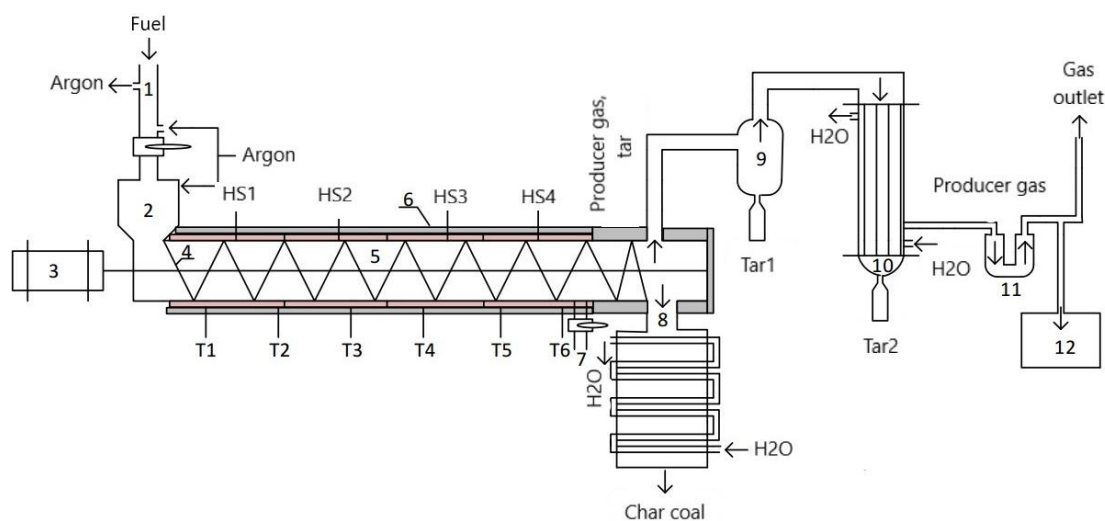 Fuel
Argon
1
Argon
2
HS1
HS2
6
HS3
HS4
Producer gas,
tar
3
4
5
T1
T2
T3
T4
T5
T6
7
8
H2O
H2O
Char coal
9
Tar1
H2O
10
H2O
Tar2
Producer gas
11
Gas
outlet
12